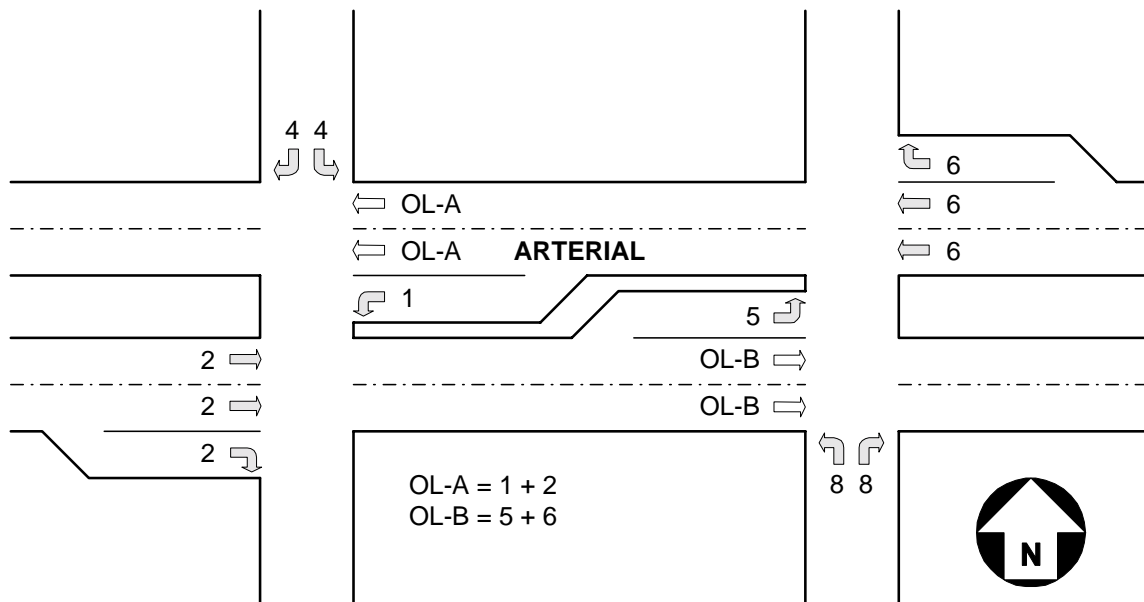 4 4
6
OL-A
6
OL-A
ARTERIAL
6
1
5
2
OL-B
2
OL-B
2
8 8
OL-A = 1 + 2
OL-B = 5 + 6
N